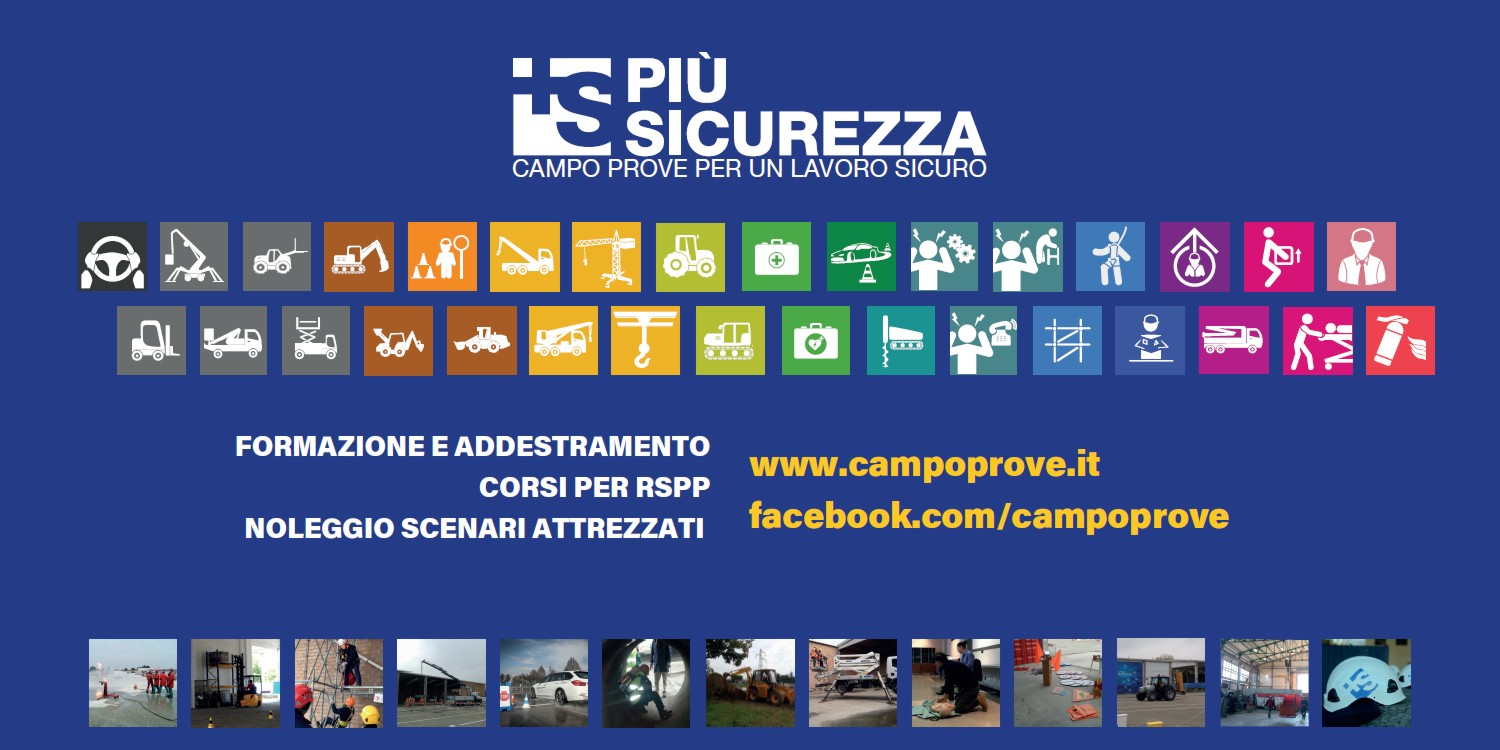 +S PIÙ
SICUREZZA
CAMPO PROVE PER UN LAVORO SICURO
FORMAZIONE E ADDESTRAMENTO
CORSI PER RSPP
NOLEGGIO SCENARI ATTREZZATI
www.campoprove.it
facebook.com/campoprove